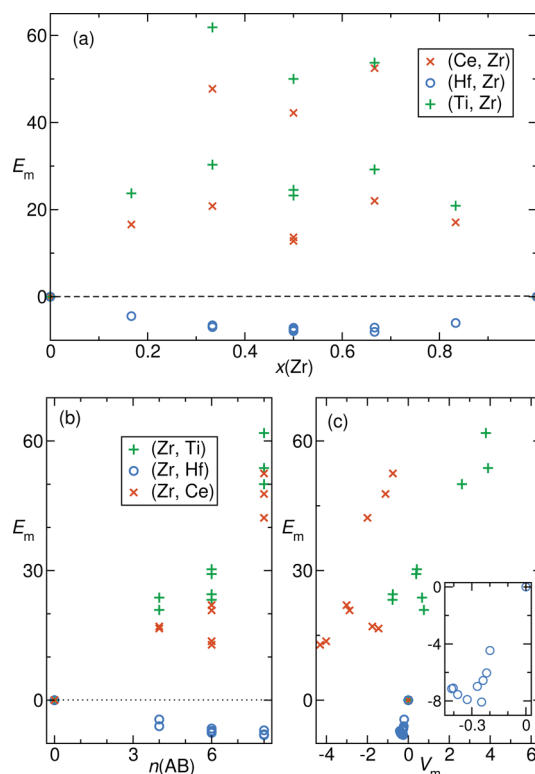 (a)
60
(Ce, Zr)
(Hf, Zr)
(Ti, Zr)
40
E_m
20
0
0 0.2 0.4 0.6 0.8
x(Zr)
(b)
(c)
60
60
(Zr, Ti)
(Zr, Hf)
(Zr, Ce)
E_m
E_m
30
30
0
-4
-8
-0.3 0
0
0
0 4 8
-4 -2 0 2 4 6
n(AB)
V_m